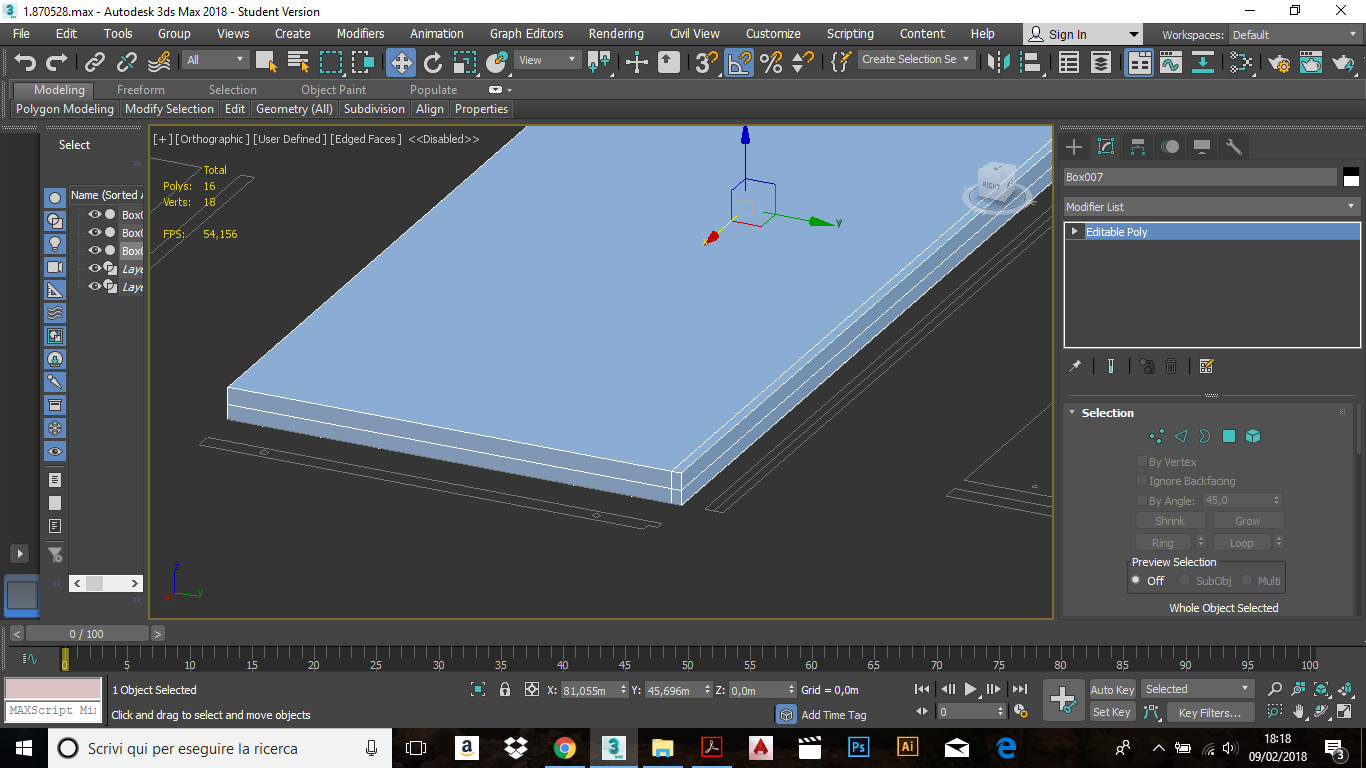 1.870528.max - Autodesk 3ds Max 2018 - Student Version
File Edit Tools Group Views Create Modifiers Animation Graph Editors Rendering Civil View Customize Scripting Content Help Sign In Workspaces: Default
All View Create Selection Se
Modeling Freeform Selection Object Paint Populate
Polygon Modeling Modify Selection Edit Geometry (All) Subdivision Align Properties
Select
[+] [Orthographic] [User Defined] [Edged Faces] <<Disabled>>
Total
Polys: 16
Verts: 18
FPS: 54,156
Name (Sorted A
Box0
Box0
Box0
Laye
Laye
y
RIGHT
z
y
Box007
Modifier List
Editable Poly
Selection
By Vertex
Ignore Backfacing
By Angle: 45,0
Shrink Grow
Ring Loop
Preview Selection
Off SubObj Multi
Whole Object Selected
< 0 / 100 >
0 5 10 15 20 25 30 35 40 45 50 55 60 65 70 75 80 85 90 95 100
1 Object Selected X: 81,055m Y: 45,696m Z: 0,0m Grid = 0,0m Auto Key Selected
MAXScript Mi
Click and drag to select and move objects Add Time Tag 0 Set Key Key Filters...
Scrivi qui per eseguire la ricerca
18:18
09/02/2018
3